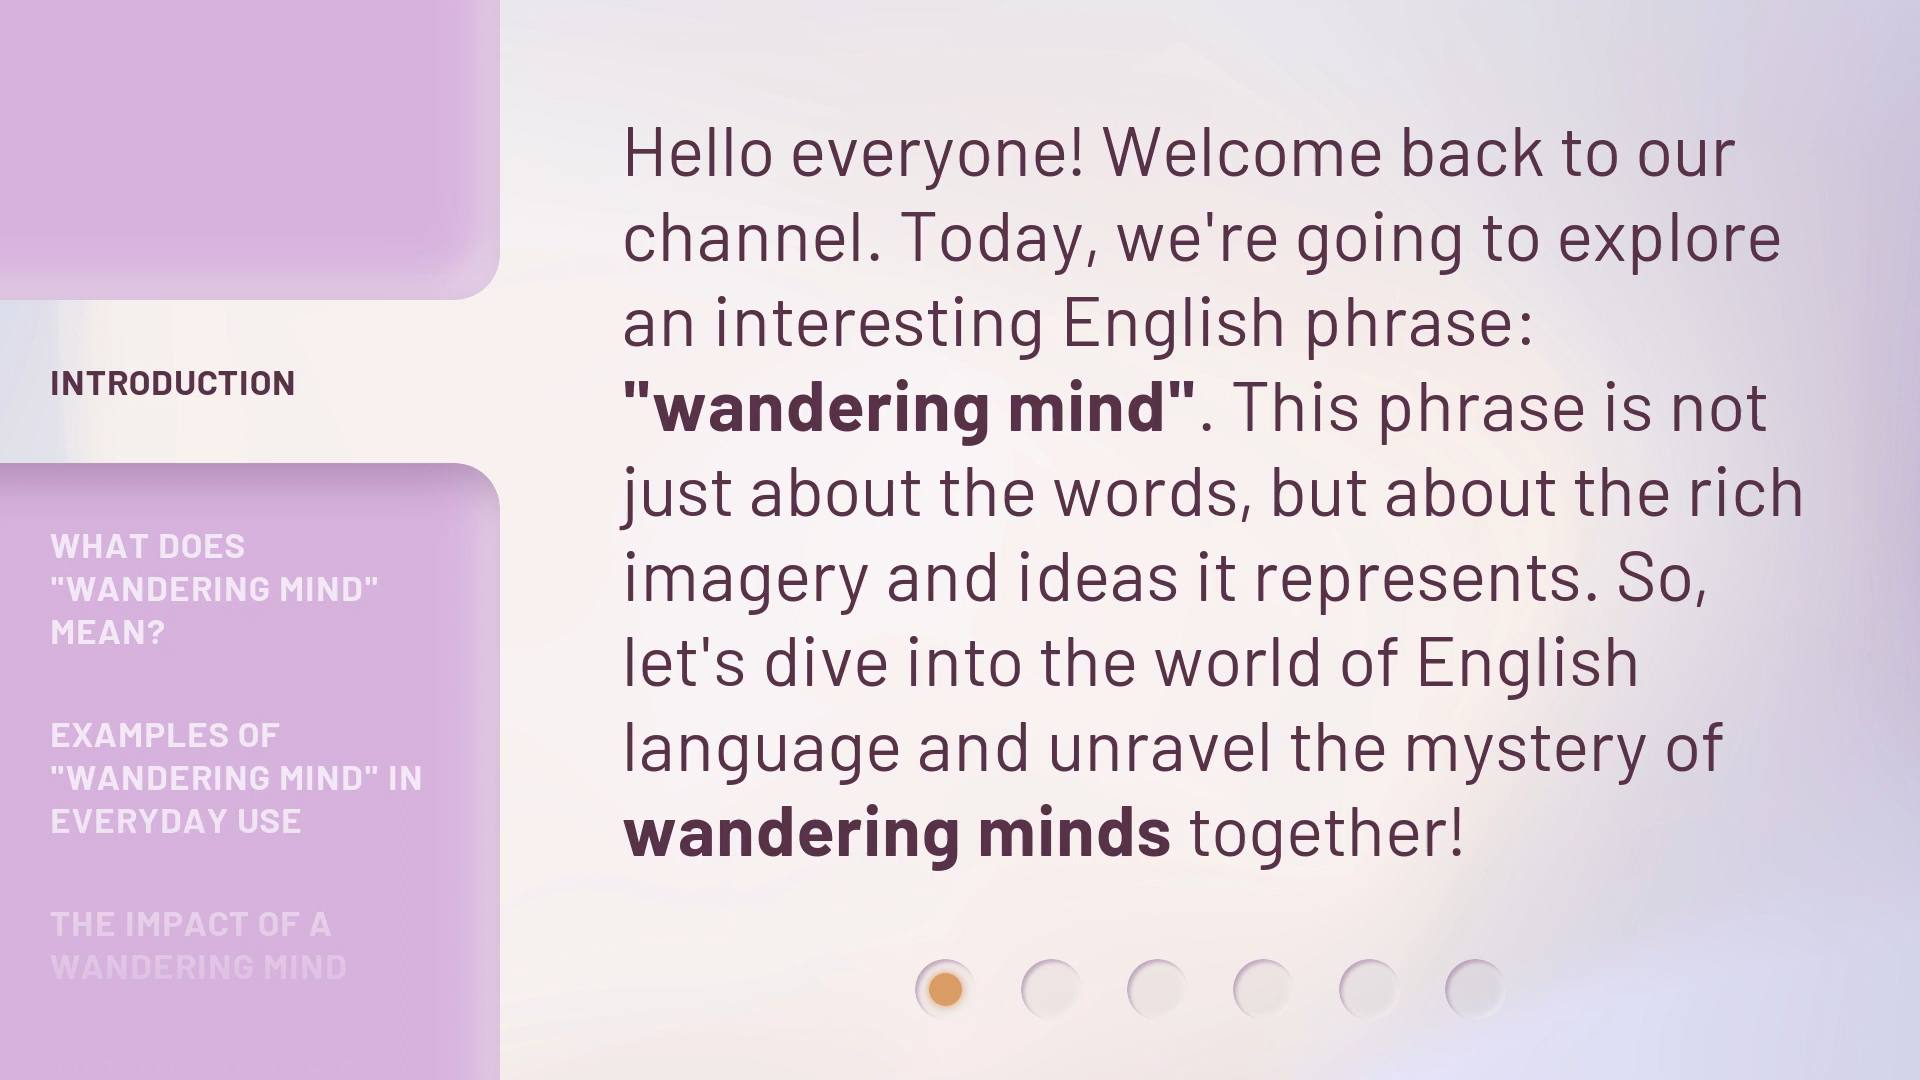 INTRODUCTION
WHAT DOES
"WANDERING MIND"
MEAN?
EXAMPLES OF
"WANDERING MIND" IN
EVERYDAY USE
THE IMPACT OF A
WANDERING MIND
Hello everyone! Welcome back to our
channel. Today, we're going to explore
an interesting English phrase:
"wandering mind". This phrase is not
just about the words, but about the rich
imagery and ideas it represents. So,
let's dive into the world of English
language and unravel the mystery of
wandering minds together!